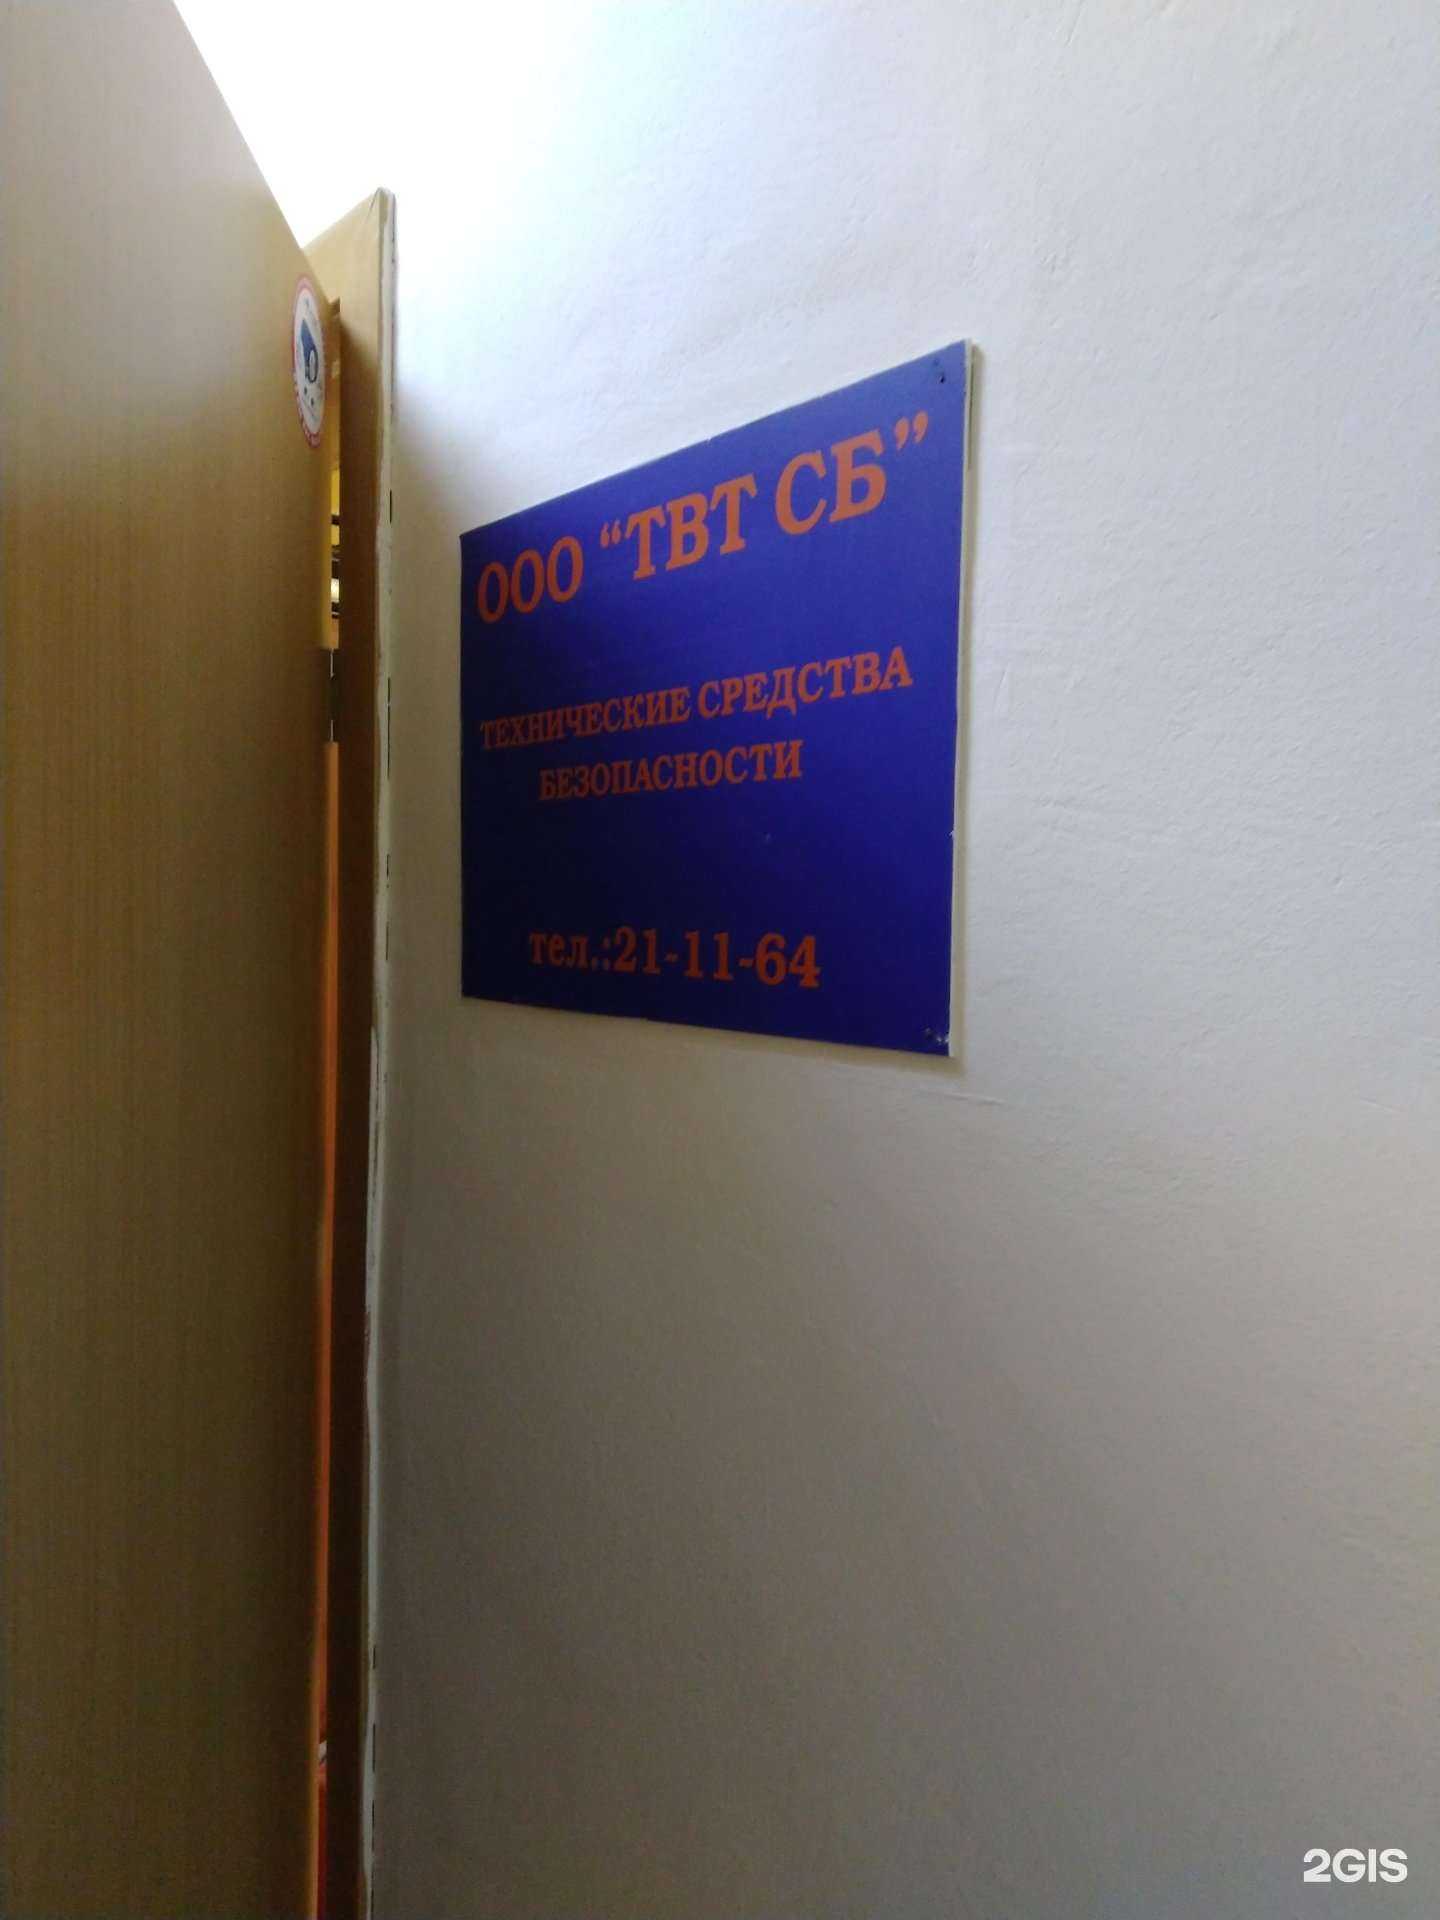 ООО “ТВТ СБ”
ТЕХНИЧЕСКИЕ СРЕДСТВА
БЕЗОПАСНОСТИ
тел.:21-11-64
2GIS